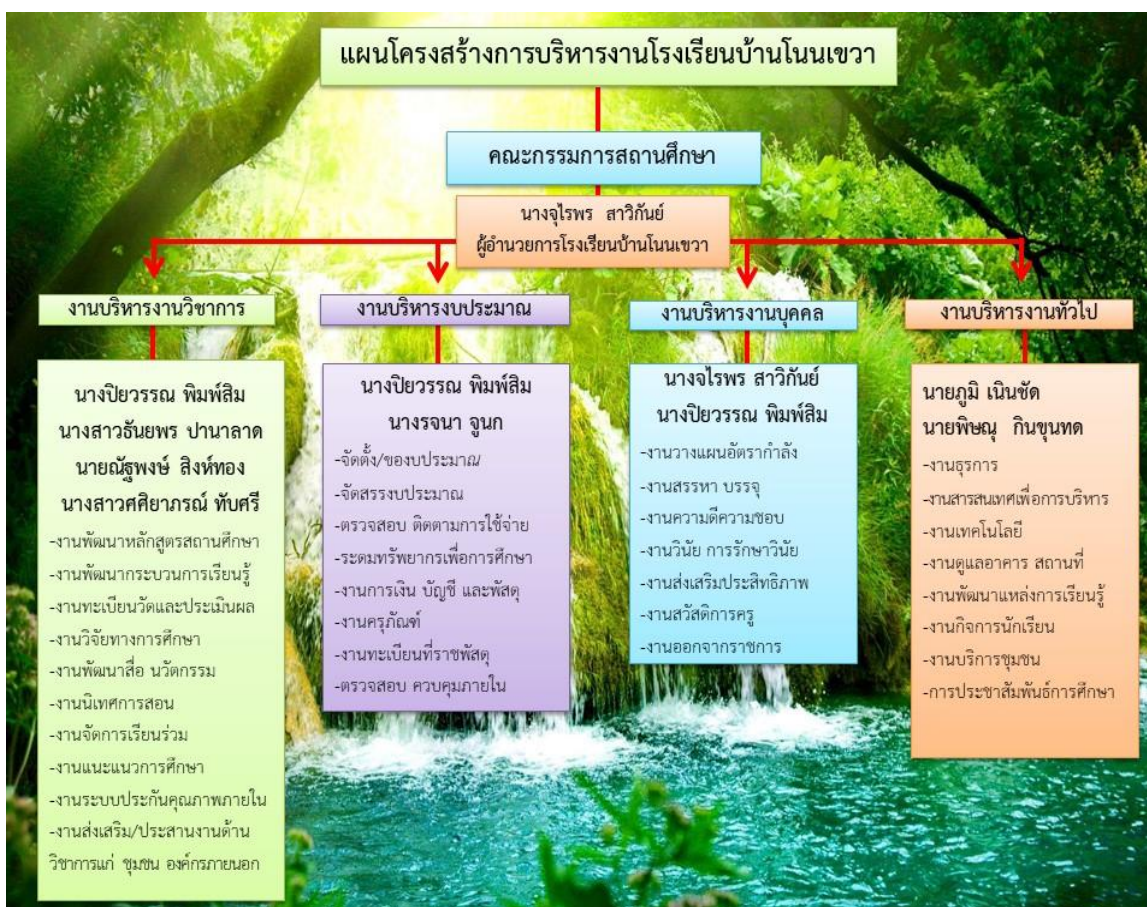 แผนโครงสร้างการบริหารงานโรงเรียนบ้านโนนเขวา
คณะกรรมการสถานศึกษา
นางจุไรพร สาวิกันย์
ผู้อำนวยการโรงเรียนบ้านโนนเขวา
งานบริหารงานวิชาการ
นางปิยวรรณ พิมพ์สิม
นางสาวธันยพร ปานาลาด
นายณัฐพงษ์ สิงห์ทอง
นางสาวศศิยาภรณ์ ทับศรี
-งานพัฒนาหลักสูตรสถานศึกษา
-งานพัฒนากระบวนการเรียนรู้
-งานทะเบียนวัดและประเมินผล
-งานวิจัยทางการศึกษา
-งานพัฒนาสื่อ นวัตกรรม
-งานนิเทศการสอน
-งานจัดการเรียนร่วม
-งานแนะแนวการศึกษา
-งานระบบประกันคุณภาพภายใน
-งานส่งเสริม/ประสานงานด้าน
วิชาการแก่ ชุมชน องค์กรภายนอก
งานบริหารงบประมาณ
นางปิยวรรณ พิมพ์สิม
นางรจนา จูนก
-จัดตั้ง/ของบประมาณ
-จัดสรรงบประมาณ
-ตรวจสอบ ติดตามการใช้จ่าย
-ระดมทรัพยากรเพื่อการศึกษา
-งานการเงิน บัญชี และพัสดุ
-งานครุภัณฑ์
-งานทะเบียนที่ราชพัสดุ
-ตรวจสอบ ควบคุมภายใน
งานบริหารงานบุคคล
นางจไรพร สาวิกันย์
นางปิยวรรณ พิมพ์สิม
-งานวางแผนอัตรากำลัง
-งานสรรหา บรรจุ
-งานความดีความชอบ
-งานวินัย การรักษาวินัย
-งานส่งเสริมประสิทธิภาพ
-งานสวัสดิการครู
-งานออกจากราชการ
งานบริหารงานทั่วไป
นายภูมิ เนินชัด
นายพิษณุ กินขุนทด
-งานธุรการ
-งานสารสนเทศเพื่อการบริหาร
-งานเทคโนโลยี
-งานดูแลอาคาร สถานที่
-งานพัฒนาแหล่งการเรียนรู้
-งานกิจการนักเรียน
-งานบริการชุมชน
-การประชาสัมพันธ์การศึกษา